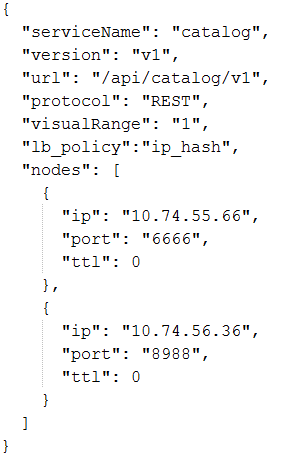 {
  "serviceName": "catalog",
  "version": "v1",
  "url": "/api/catalog/v1",
  "protocol": "REST",
  "visualRange": "1",
  "lb_policy":"ip_hash",
  "nodes": [
    {
      "ip": "10.74.55.66",
      "port": "6666",
      "ttl": 0
    },
    {
      "ip": "10.74.56.36",
      "port": "8988",
      "ttl": 0
    }
  ]
}